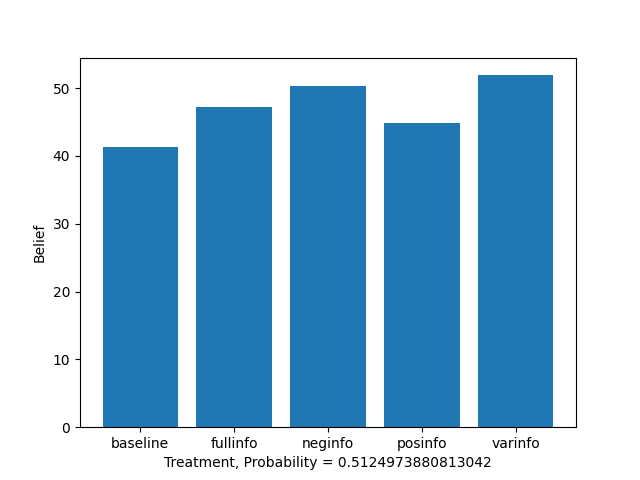 50
40
30
20
10
0
Belief
baseline fullinfo neginfo posinfo varinfo
Treatment, Probability = 0.5124973880813042